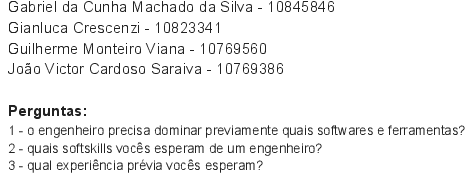 Gabriel da Cunha Machado da Silva - 10845846
Gianluca Crescenzi - 10823341
Guilherme Monteiro Viana - 10769560
João Victor Cardoso Saraiva - 10769386
Perguntas:
1 - o engenheiro precisa dominar previamente quais softwares e ferramentas?
2 - quais softskills vocês esperam de um engenheiro?
3 - qual experiência prévia vocês esperam?